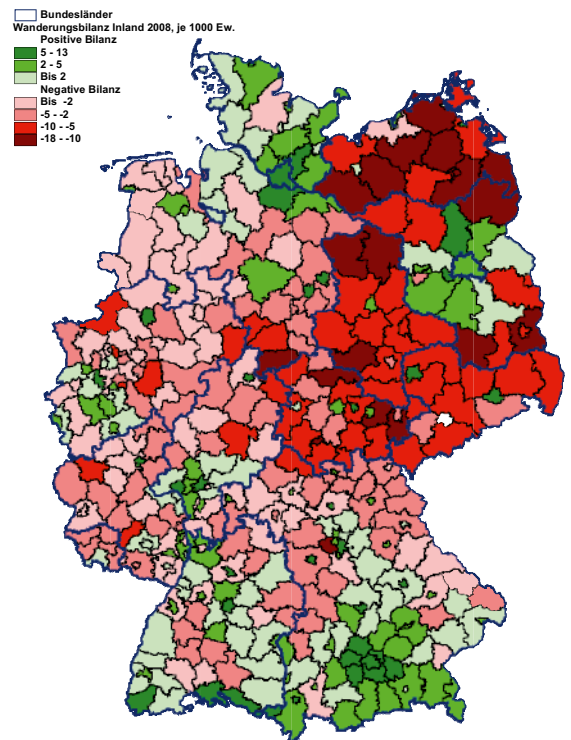 Bundesländer
Wanderungsbilanz Inland 2008, je 1000 Ew.
Positive Bilanz
5 - 13
2 - 5
Bis 2
Negative Bilanz
Bis -2
-5 - -2
-10 - -5
-18 - -10